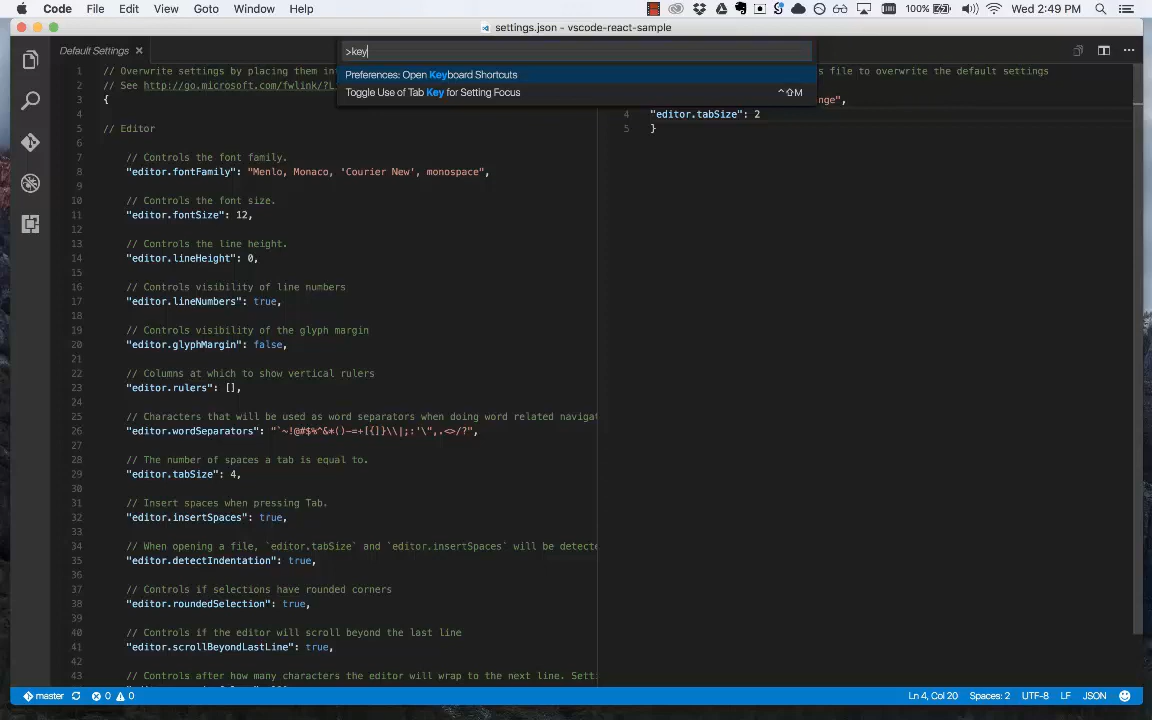 Code File Edit View Goto Window Help 100% Wed 2:49 PM
settings.json - vscode-react-sample
Default Settings
>key
Preferences: Open Keyboard Shortcuts
Toggle Use of Tab Key for Setting Focus ^⇧M
1 // Overwrite settings by placing them in
2 // See http://go.microsoft.com/fwlink/?L
3 {
4
5 // Editor
6
7 // Controls the font family.
8 "editor.fontFamily": "Menlo, Monaco, 'Courier New', monospace",
9
10 // Controls the font size.
11 "editor.fontSize": 12,
12
13 // Controls the line height.
14 "editor.lineHeight": 0,
15
16 // Controls visibility of line numbers
17 "editor.lineNumbers": true,
18
19 // Controls visibility of the glyph margin
20 "editor.glyphMargin": false,
21
22 // Columns at which to show vertical rulers
23 "editor.rulers": [],
24
25 // Characters that will be used as word separators when doing word related navigat
26 "editor.wordSeparators": "`~!@#$%^&*()-=+[{]}\\|;:'\",.<>/?",
27
28 // The number of spaces a tab is equal to.
29 "editor.tabSize": 4,
30
31 // Insert spaces when pressing Tab.
32 "editor.insertSpaces": true,
33
34 // When opening a file, `editor.tabSize` and `editor.insertSpaces` will be detecte
35 "editor.detectIndentation": true,
36
37 // Controls if selections have rounded corners
38 "editor.roundedSelection": true,
39
40 // Controls if the editor will scroll beyond the last line
41 "editor.scrollBeyondLastLine": true,
42
43 // Controls after how many characters the editor will wrap to the next line. Setti
s file to overwrite the default settings
nge",
4 "editor.tabSize": 2
5 }
master 0 0 Ln 4, Col 20 Spaces: 2 UTF-8 LF JSON